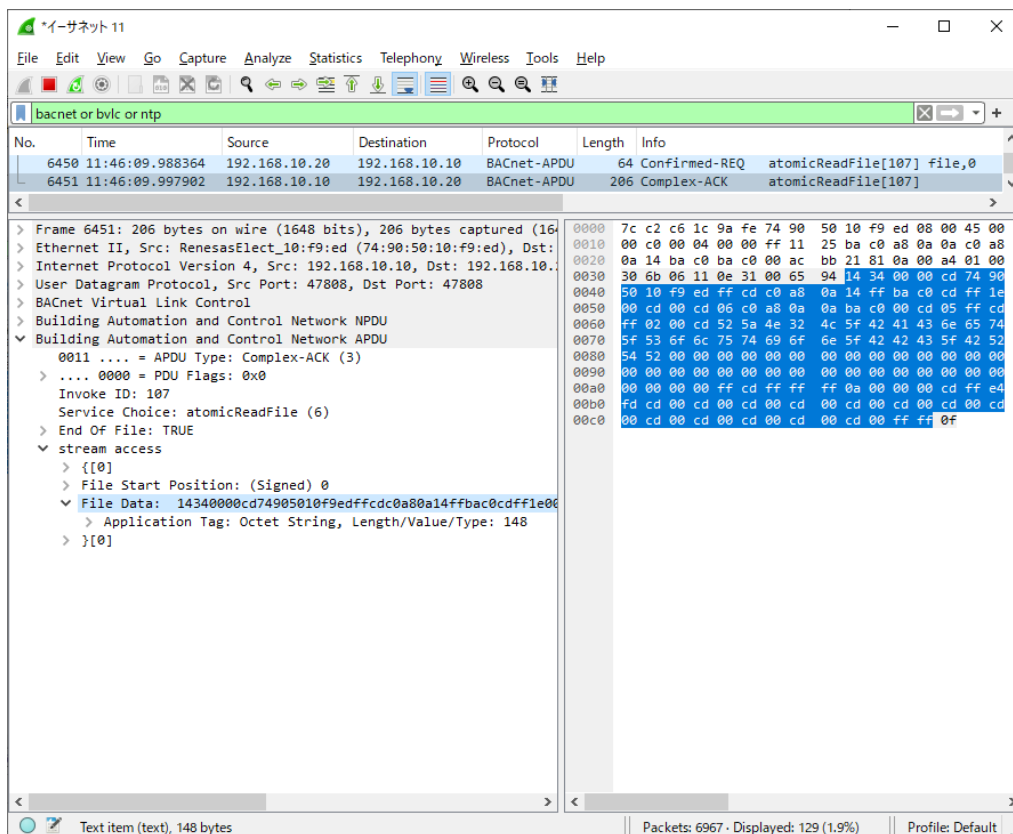 *イーサネット 11
File Edit View Go Capture Analyze Statistics Telephony Wireless Tools Help
bacnet or bvlc or ntp
No. Time Source Destination Protocol Length Info
6450 11:46:09.988364 192.168.10.20 192.168.10.10 BACnet-APDU 64 Confirmed-REQ atomicReadFile[107] file,0
6451 11:46:09.997902 192.168.10.10 192.168.10.20 BACnet-APDU 206 Complex-ACK atomicReadFile[107]
Frame 6451: 206 bytes on wire (1648 bits), 206 bytes captured (164
Ethernet II, Src: RenesasElect_10:f9:ed (74:90:50:10:f9:ed), Dst:
Internet Protocol Version 4, Src: 192.168.10.10, Dst: 192.168.10.
User Datagram Protocol, Src Port: 47808, Dst Port: 47808
BACnet Virtual Link Control
Building Automation and Control Network NPDU
Building Automation and Control Network APDU
0011 .... = APDU Type: Complex-ACK (3)
.... 0000 = PDU Flags: 0x0
Invoke ID: 107
Service Choice: atomicReadFile (6)
End Of File: TRUE
stream access
{[0]
File Start Position: (Signed) 0
File Data: 14340000cd74905010f9edffcdc0a80a14ffbac0cdff1e00
Application Tag: Octet String, Length/Value/Type: 148
}[0]
0000 7c c2 c6 1c 9a fe 74 90 50 10 f9 ed 08 00 45 00
0010 00 c0 00 04 00 00 ff 11 25 ba c0 a8 0a 0a c0 a8
0020 0a 14 ba c0 ba c0 00 ac bb 21 81 0a 00 a4 01 00
0030 30 6b 06 11 0e 31 00 65 94 14 34 00 00 cd 74 90
0040 50 10 f9 ed ff cd c0 a8 0a 14 ff ba c0 cd ff 1e
0050 00 cd 00 cd 06 c0 a8 0a 0a ba c0 00 cd 05 ff cd
0060 ff 02 00 cd 52 5a 4e 32 4c 5f 42 41 43 6e 65 74
0070 5f 53 6f 6c 75 74 69 6f 6e 5f 42 42 43 5f 42 52
0080 54 52 00 00 00 00 00 00 00 00 00 00 00 00 00 00
0090 00 00 00 00 00 00 00 00 00 00 00 00 00 00 00 00
00a0 00 00 00 00 ff cd ff ff ff 0a 00 00 00 cd ff e4
00b0 fd cd 00 cd 00 cd 00 cd 00 cd 00 cd 00 cd 00 cd
00c0 00 cd 00 cd 00 cd 00 cd 00 cd 00 ff ff 0f
Text item (text), 148 bytes
Packets: 6967 · Displayed: 129 (1.9%)
Profile: Default